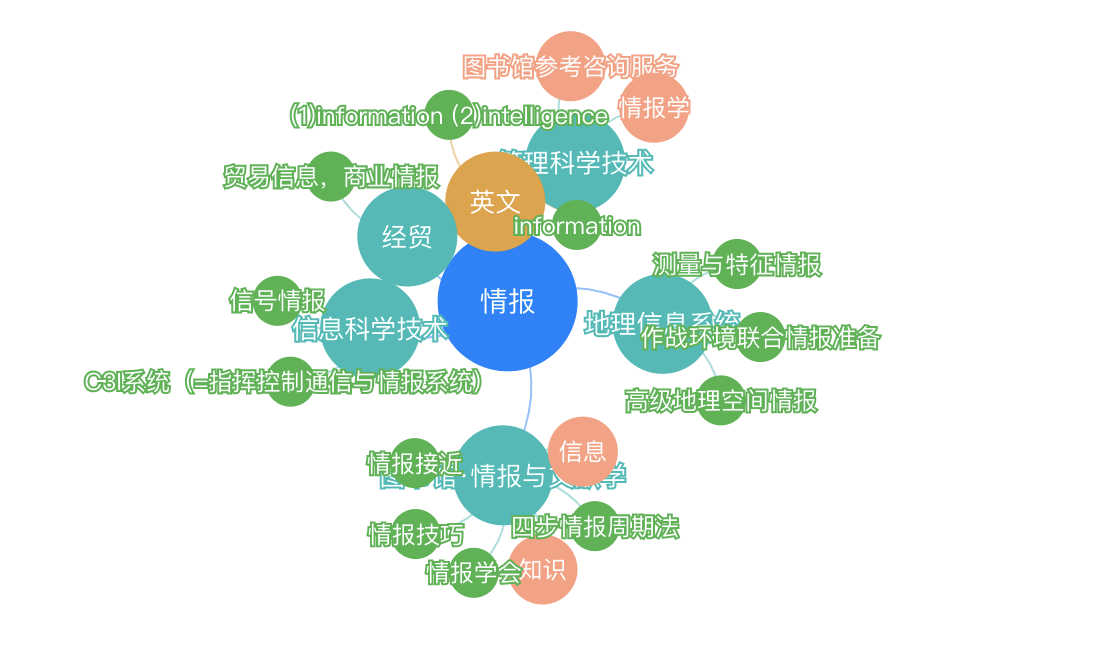 图书馆参考咨询服务
情报学
(1)information (2)intelligence
管理科学技术
贸易信息，商业情报
英文
information
经贸
测量与特征情报
信号情报
情报
信息科学技术
地理信息系统
作战环境联合情报准备
C3I系统（=指挥控制通信与情报系统）
高级地理空间情报
信息
情报接近
图书馆·情报与文献学
四步情报周期法
情报技巧
情报学会
知识